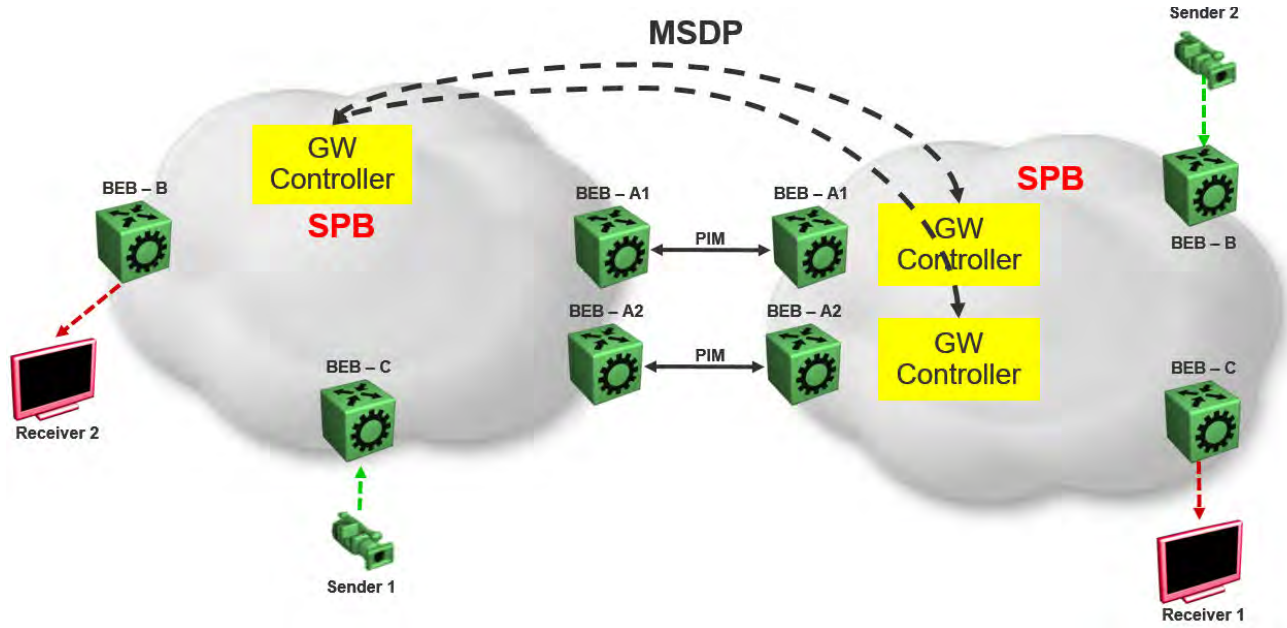 Sender 2
MSDP
GW
Controller
SPB
BEB – B
BEB – A1
PIM
BEB – A1
SPB
GW
Controller
BEB – B
BEB – A2
PIM
BEB – A2
GW
Controller
BEB – C
BEB – C
Receiver 2
Sender 1
Receiver 1